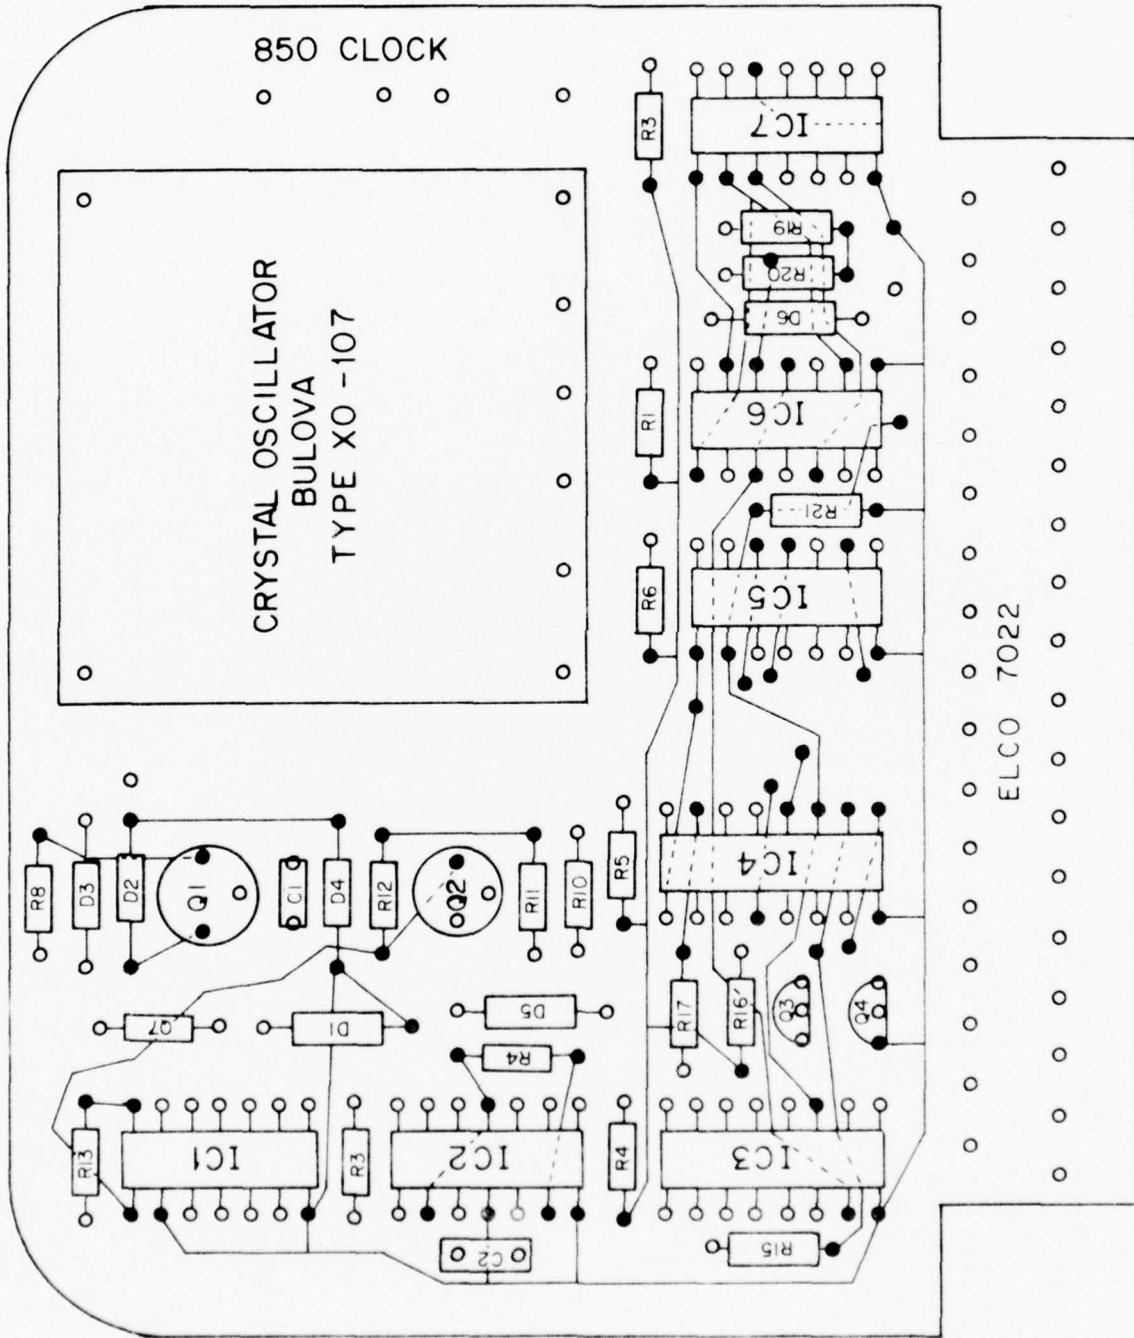 850 CLOCK
R3
IC7
CRYSTAL OSCILLATOR
BULOVA
TYPE XO-107
R19
R20
D6
R1
IC6
R21
R6
IC5
ELCO 7022
R8
D3
D2
Q1
C1
D4
R12
Q2
R11
R10
R5
IC4
D7
D1
D5
R4
R17
R16
Q3
Q4
R13
IC1
R3
IC2
R4
IC3
C2
R15